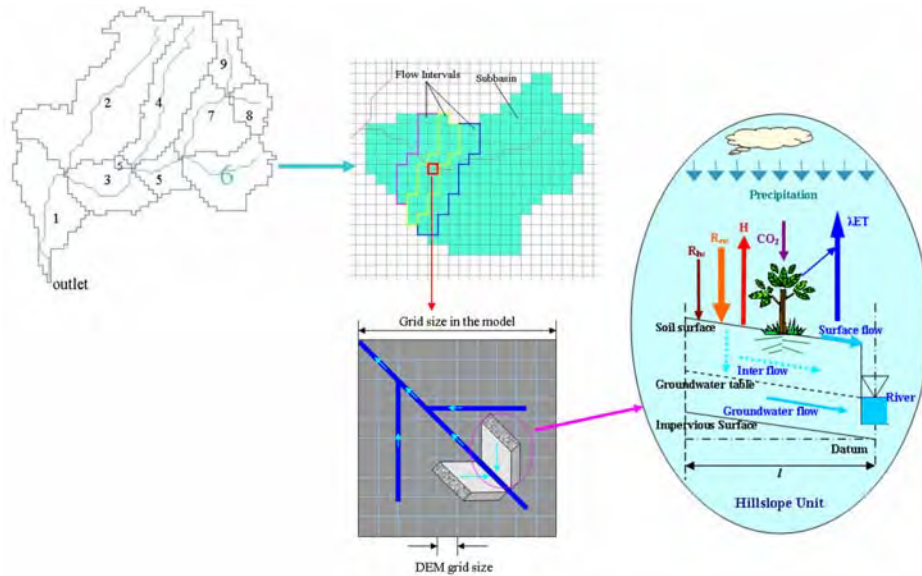 9
2
4
7
8
5
3
5
6
1
outlet
Flow Intervals
Subbasin
Grid size in the model
DEM grid size
Precipitation
λET
CO2
H
Soil surface
Surface flow
Inter flow
Groundwater table
River
Groundwater flow
Impervious Surface
Datum
l
Hillslope Unit